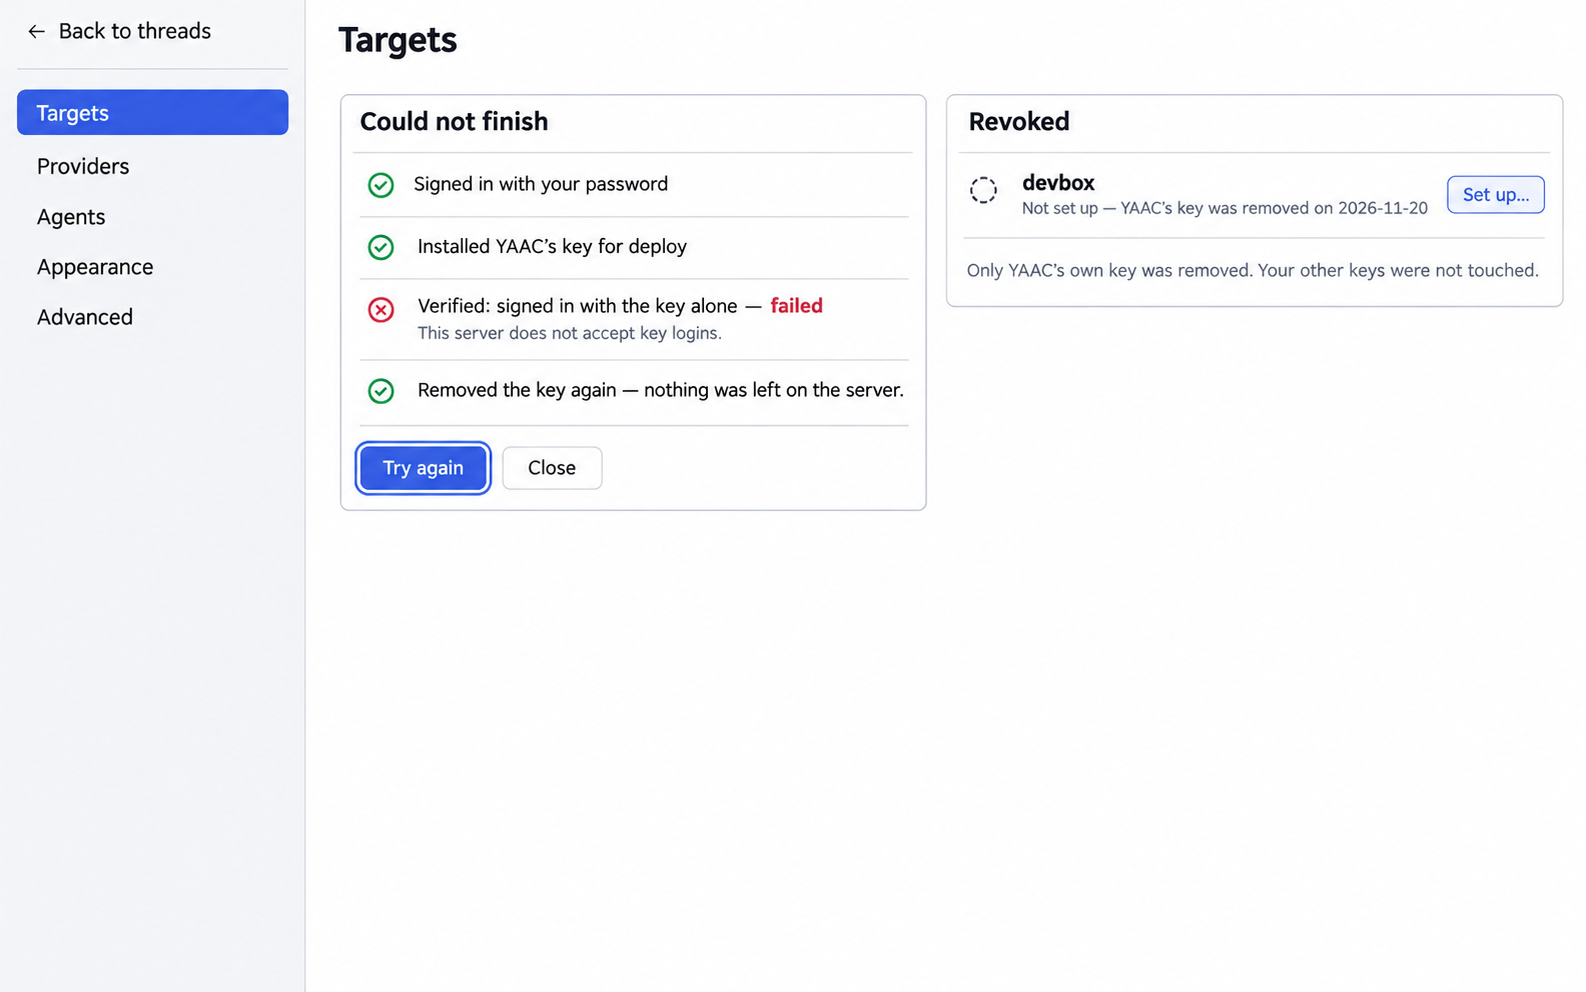 ← Back to threads
Targets
Providers
Agents
Appearance
Advanced
Targets
Could not finish
Signed in with your password
Installed YAAC’s key for deploy
Verified: signed in with the key alone — failed
This server does not accept key logins.
Removed the key again — nothing was left on the server.
Try again
Close
Revoked
devbox
Not set up — YAAC’s key was removed on 2026-11-20
Set up...
Only YAAC’s own key was removed. Your other keys were not touched.